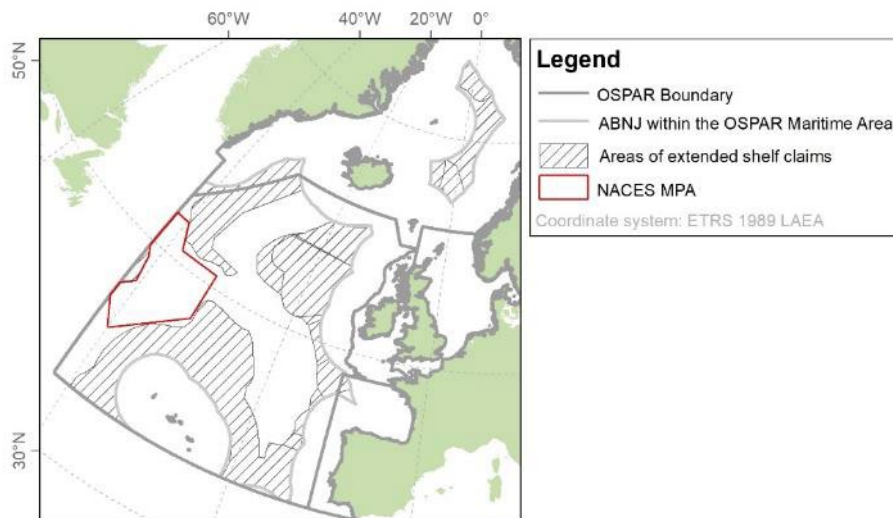 60°W 40°W 20°W 0°
50°N
30°N
Legend
OSPAR Boundary
ABNJ within the OSPAR Maritime Area
Areas of extended shelf claims
NACES MPA
Coordinate system: ETRS 1989 LAEA